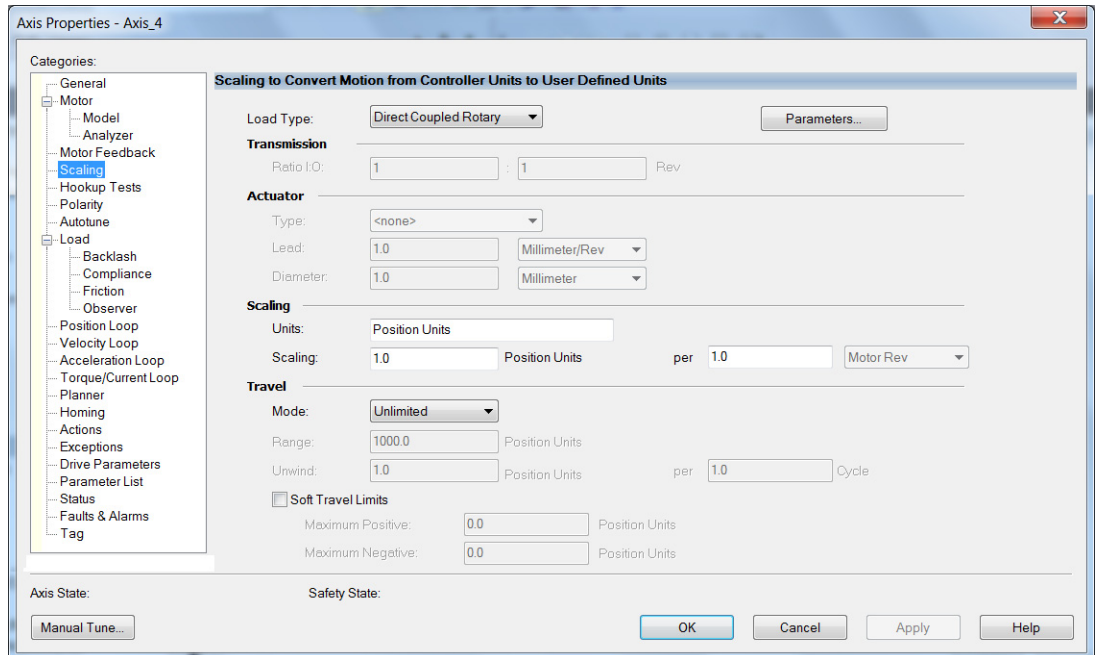 Axis Properties - Axis_4
X
Categories:
General
Motor
Model
Analyzer
Motor Feedback
Scaling
Hookup Tests
Polarity
Autotune
Load
Backlash
Compliance
Friction
Observer
Position Loop
Velocity Loop
Acceleration Loop
Torque/Current Loop
Planner
Homing
Actions
Exceptions
Drive Parameters
Parameter List
Status
Faults & Alarms
Tag
Scaling to Convert Motion from Controller Units to User Defined Units
Load Type: Direct Coupled Rotary Parameters...
Transmission
Ratio I:O: 1 : 1 Rev
Actuator
Type: <none>
Lead: 1.0 Millimeter/Rev
Diameter: 1.0 Millimeter
Scaling
Units: Position Units
Scaling: 1.0 Position Units per 1.0 Motor Rev
Travel
Mode: Unlimited
Range: 1000.0 Position Units
Unwind: 1.0 Position Units per 1.0 Cycle
Soft Travel Limits
Maximum Positive: 0.0 Position Units
Maximum Negative: 0.0 Position Units
Axis State: Safety State:
Manual Tune... OK Cancel Apply Help